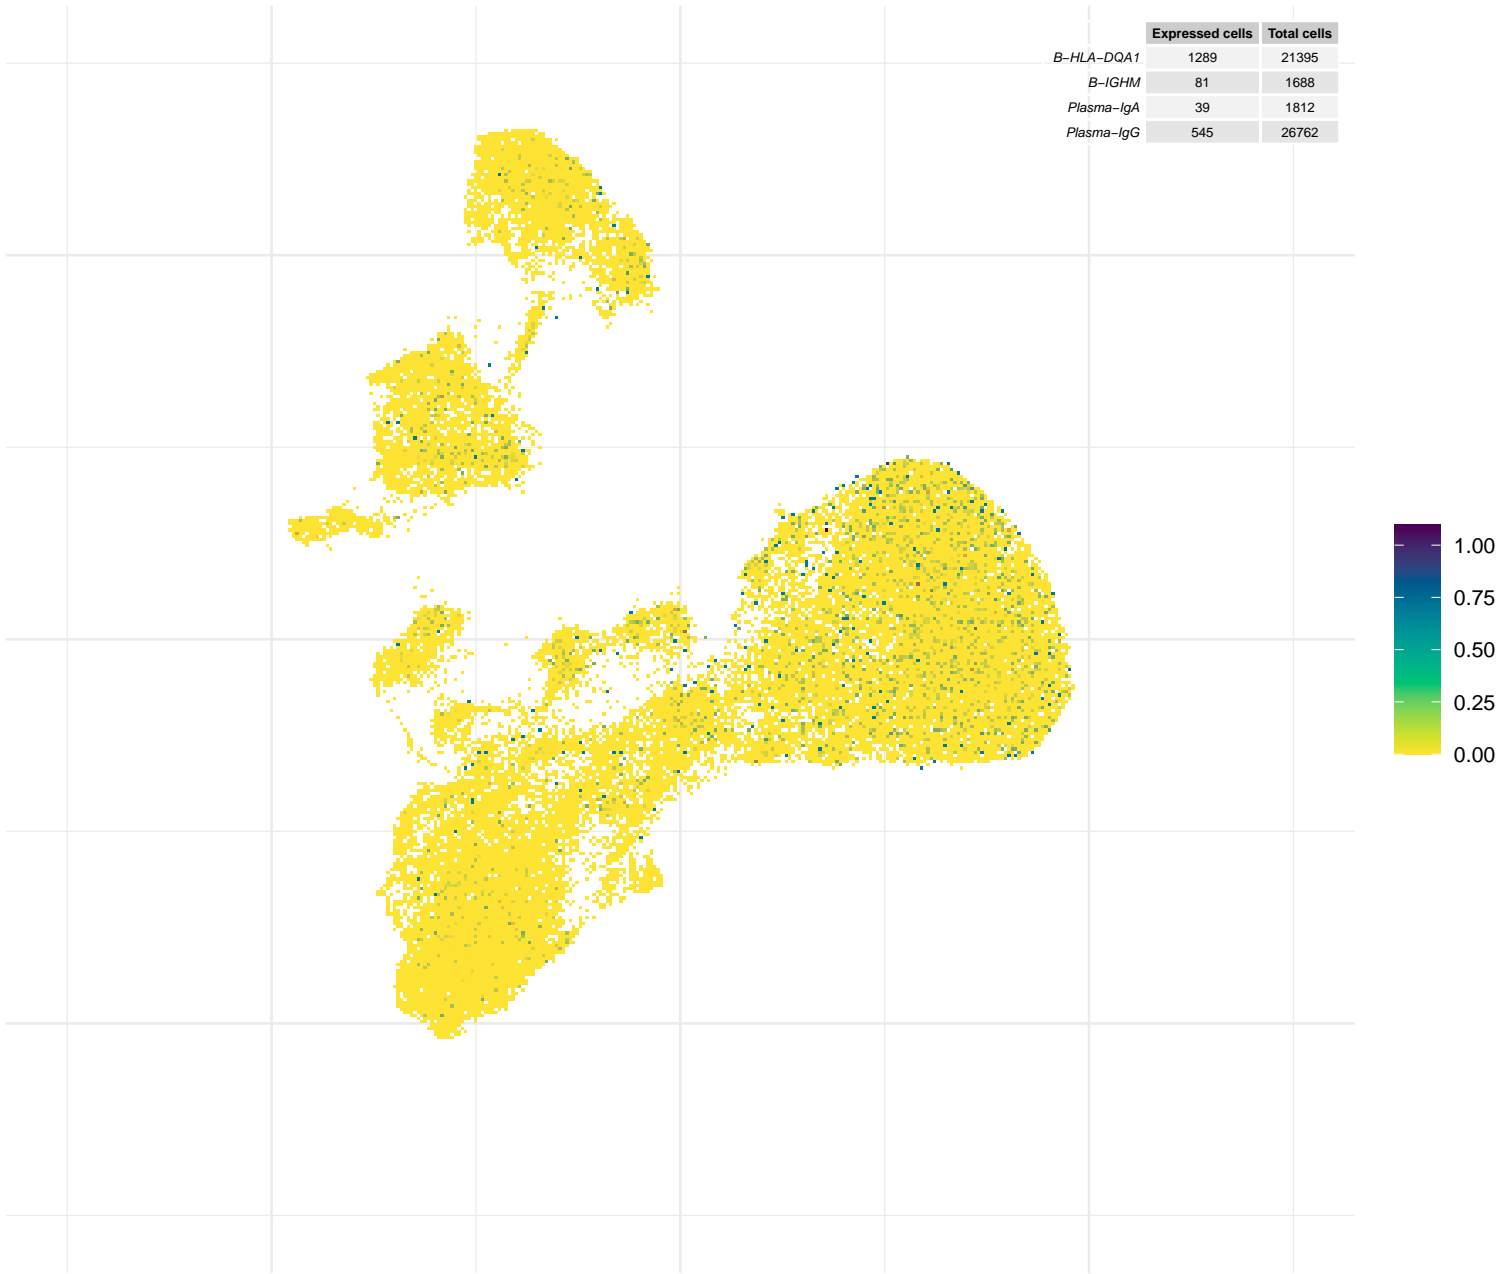 Expressed cells Total cells
B−HLA−DQA1 1289 21395
B−IGHM 81 1688
Plasma−IgA 39 1812
Plasma−IgG 545 26762
1.00
0.75
0.50
0.25
0.00